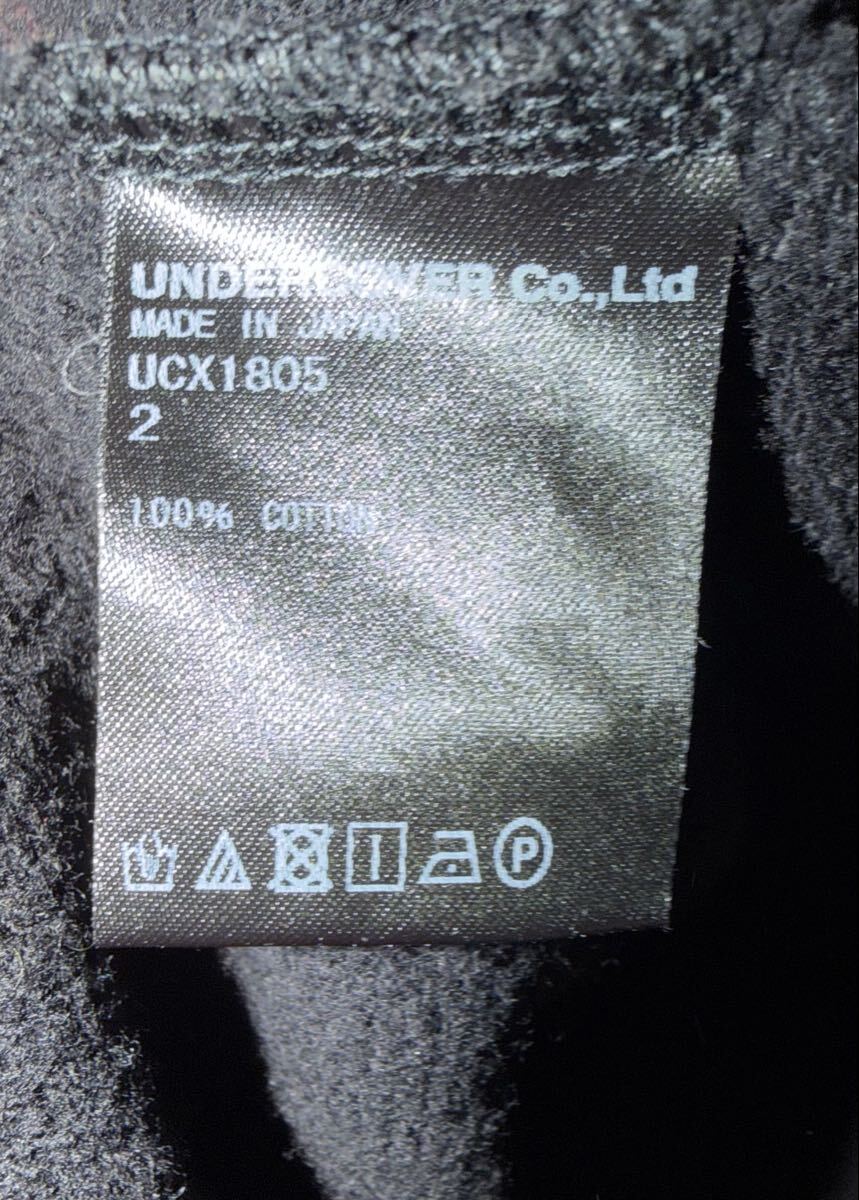 UNDERCOVER Co.,Ltd
MADE IN JAPAN
UCX1805
2
100% COTTON
P